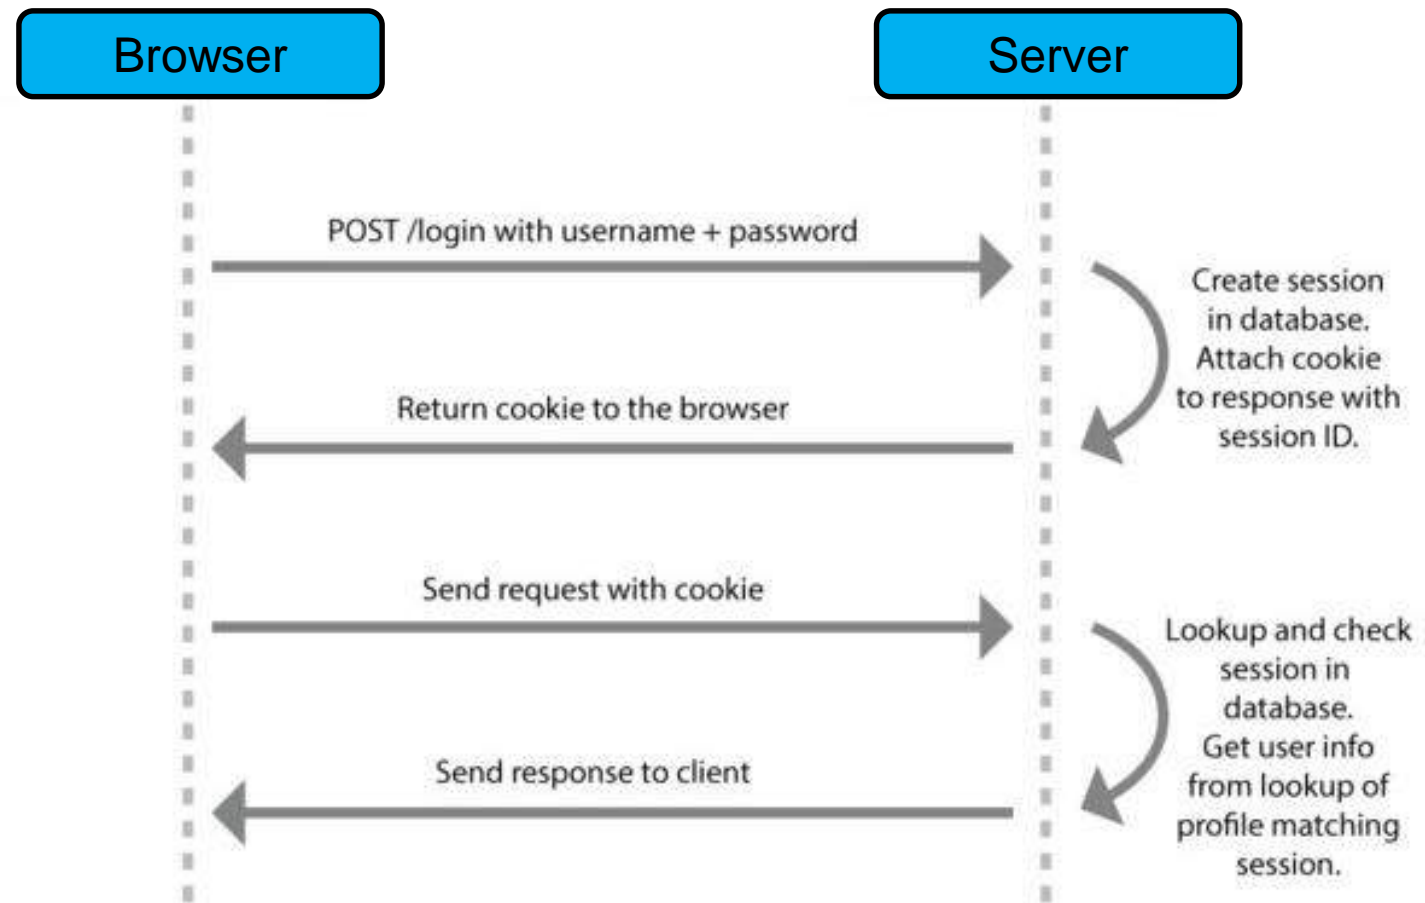 Browser
Server
POST /login with username + password
Create session
in database.
Attach cookie
to response with
session ID.
Return cookie to the browser
Send request with cookie
Lookup and check
session in
database.
Get user info
from lookup of
profile matching
session.
Send response to client